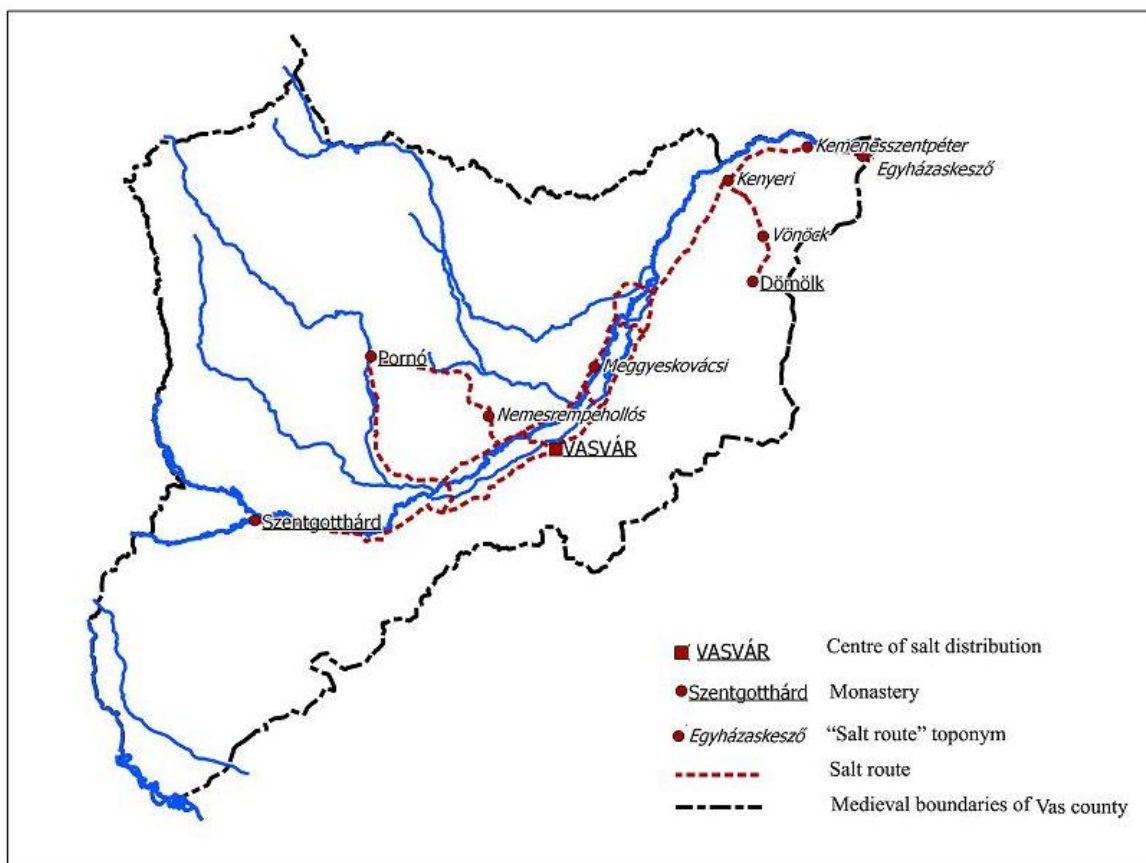 Kemenesszentpéter
Egyházaskesző
Kenyeri
Vönöck
Dömölk
Pornó
Meggyeskovácsi
Nemesrempehollós
VASVÁR
Szentgotthárd
VASVÁR Centre of salt distribution
Szentgotthárd Monastery
Egyházaskesző “Salt route” toponym
Salt route
Medieval boundaries of Vas county